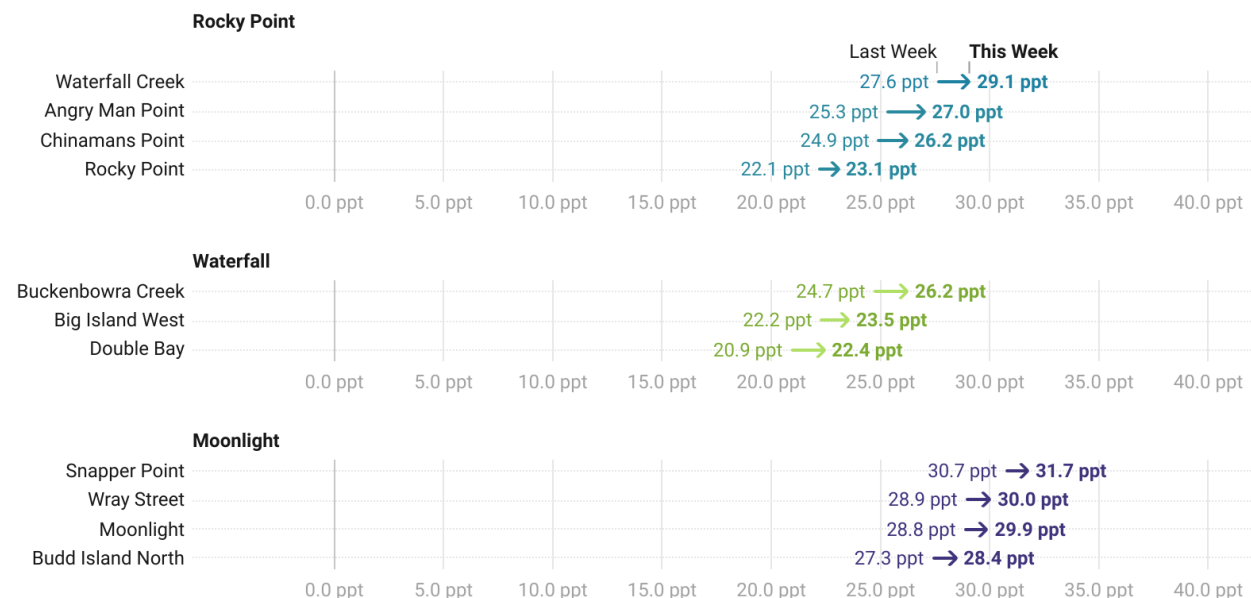 Rocky Point
Last Week This Week
Waterfall Creek 27.6 ppt 29.1 ppt
Angry Man Point 25.3 ppt 27.0 ppt
Chinamans Point 24.9 ppt 26.2 ppt
Rocky Point 22.1 ppt 23.1 ppt
0.0 ppt 5.0 ppt 10.0 ppt 15.0 ppt 20.0 ppt 25.0 ppt 30.0 ppt 35.0 ppt 40.0 ppt
Waterfall
Buckenbowra Creek 24.7 ppt 26.2 ppt
Big Island West 22.2 ppt 23.5 ppt
Double Bay 20.9 ppt 22.4 ppt
0.0 ppt 5.0 ppt 10.0 ppt 15.0 ppt 20.0 ppt 25.0 ppt 30.0 ppt 35.0 ppt 40.0 ppt
Moonlight
Snapper Point 30.7 ppt 31.7 ppt
Wray Street 28.9 ppt 30.0 ppt
Moonlight 28.8 ppt 29.9 ppt
Budd Island North 27.3 ppt 28.4 ppt
0.0 ppt 5.0 ppt 10.0 ppt 15.0 ppt 20.0 ppt 25.0 ppt 30.0 ppt 35.0 ppt 40.0 ppt